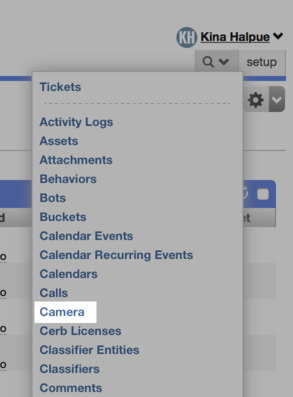 KH Kina Halpue
setup
Tickets
Activity Logs
Assets
Attachments
Behaviors
Bots
Buckets
Calendar Events
Calendar Recurring Events
Calendars
Calls
Camera
Cerb Licenses
Classifier Entities
Classifiers
Comments